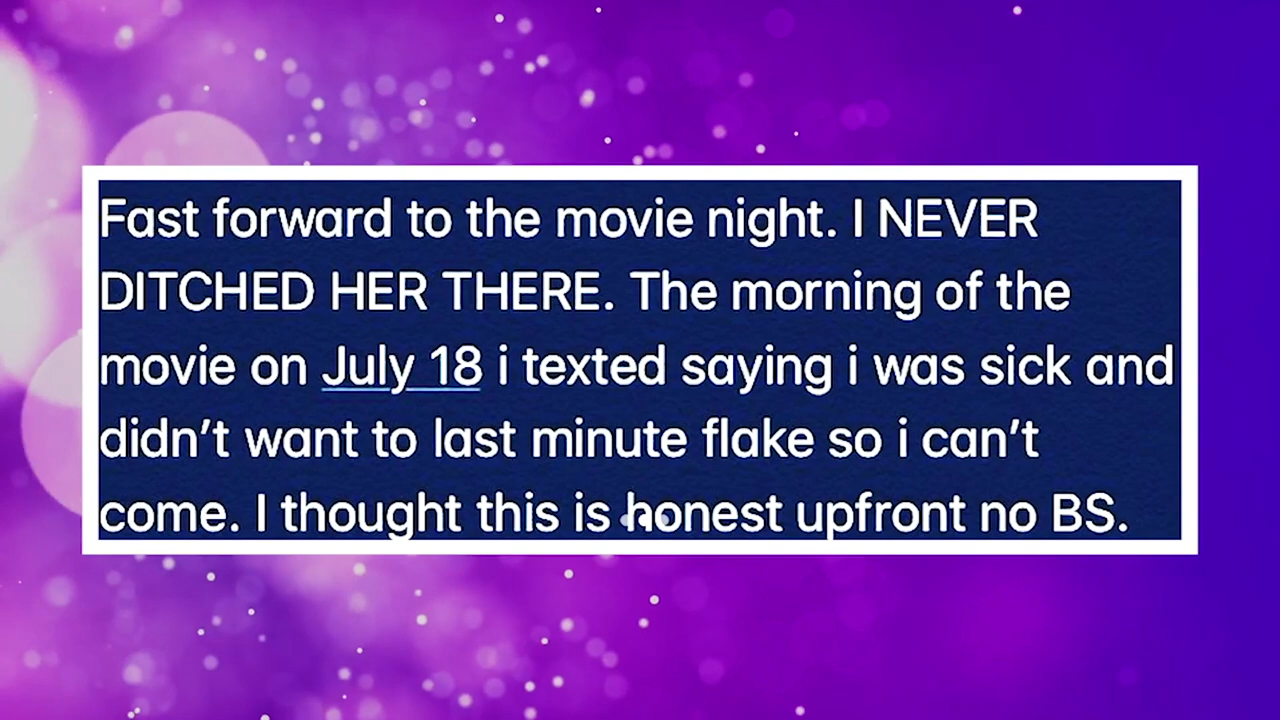 Fast forward to the movie night. I NEVER
DITCHED HER THERE. The morning of the
movie on July 18 i texted saying i was sick and
didn’t want to last minute flake so i can’t
come. I thought this is honest upfront no BS.